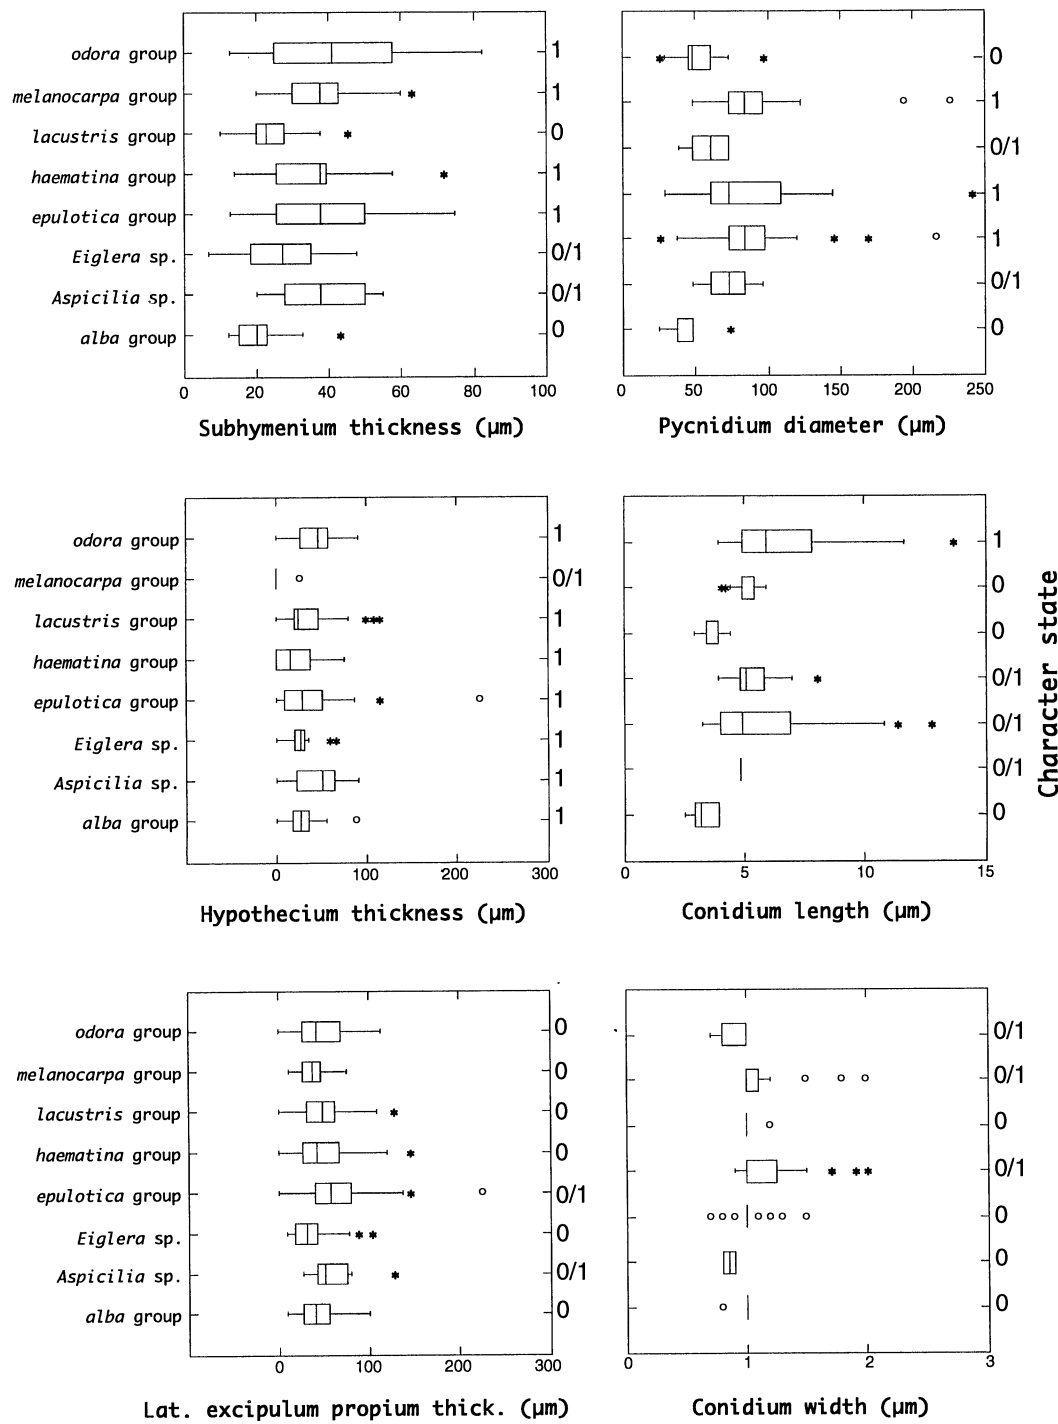 odora group 1
melanocarpa group 1
lacustris group 0
haematina group 1
epulotica group 1
Eiglera sp. 0/1
Aspicilia sp. 0/1
alba group 0
0 20 40 60 80 100
Subhymenium thickness (µm)
0
1
0/1
1
1
0/1
0
0 50 100 150 200 250
Pycnidium diameter (µm)
odora group 1
melanocarpa group 0/1
lacustris group 1
haematina group 1
epulotica group 1
Eiglera sp. 1
Aspicilia sp. 1
alba group 1
0 100 200 300
Hypothecium thickness (µm)
1
0
0
0/1
0/1
0/1
0
0 5 10 15
Conidium length (µm)
Character state
odora group 0
melanocarpa group 0
lacustris group 0
haematina group 0
epulotica group 0/1
Eiglera sp. 0
Aspicilia sp. 0/1
alba group 0
0 100 200 300
Lat. excipulum propium thick. (µm)
0/1
0/1
0
0/1
0
0
0
0 1 2 3
Conidium width (µm)